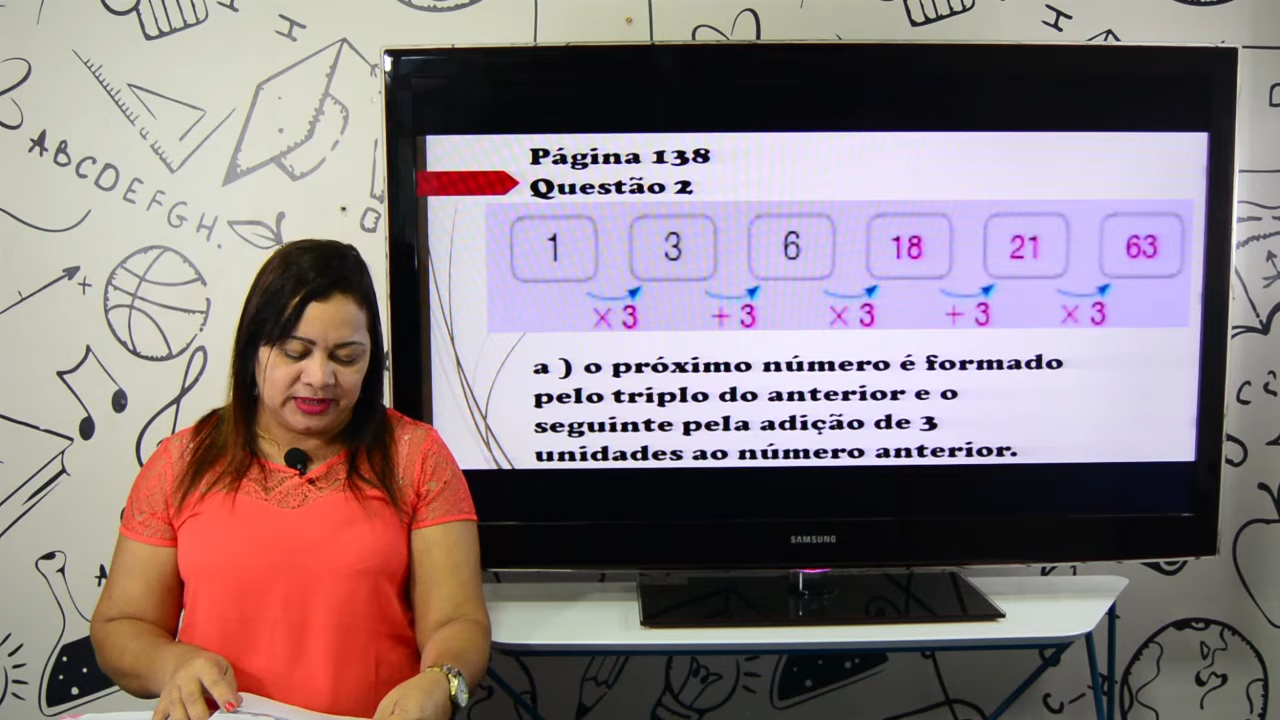 ABCDEFGH.
Página 138
Questão 2
1 3 6 18 21 63
× 3 + 3 × 3 + 3 × 3
a ) o próximo número é formado
pelo triplo do anterior e o
seguinte pela adição de 3
unidades ao número anterior.
SAMSUNG